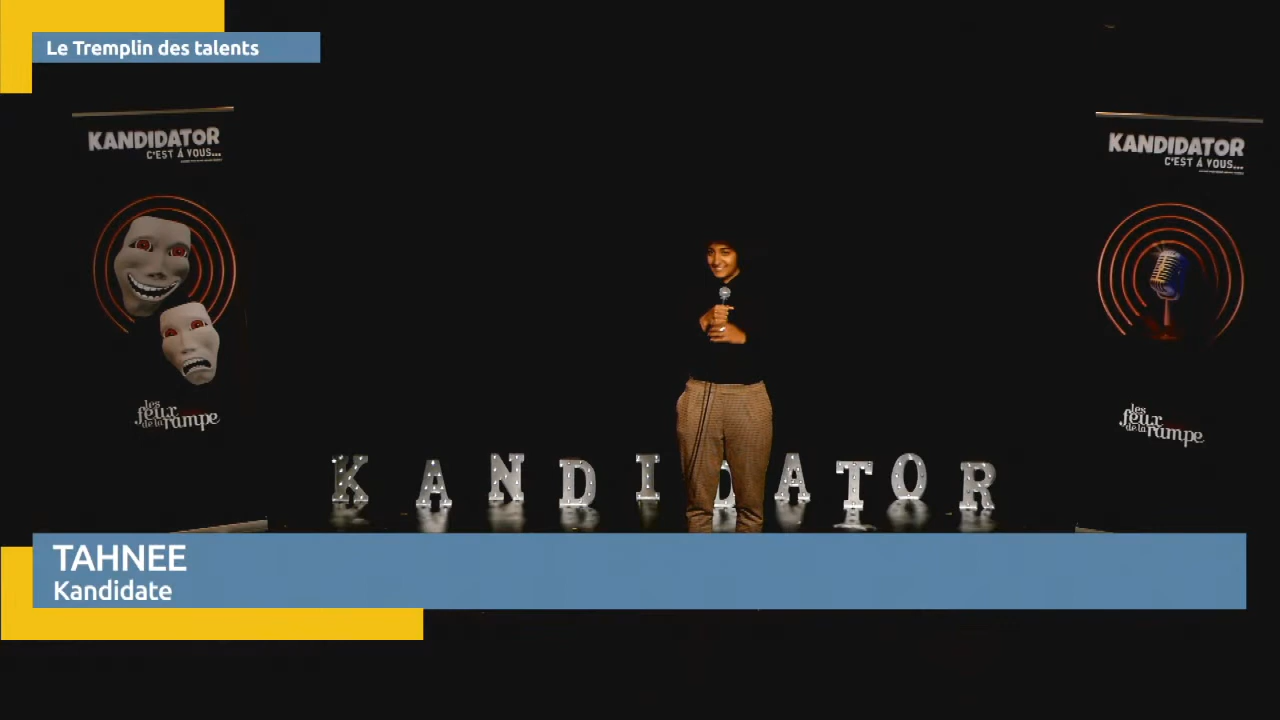 Le Tremplin des talents
KANDIDATOR
C'EST À VOUS...
les
feux
de la rampe
KANDIDATOR
C'EST À VOUS...
les
feux
de la rampe
KANDIDATOR
TAHNEE
Kandidate